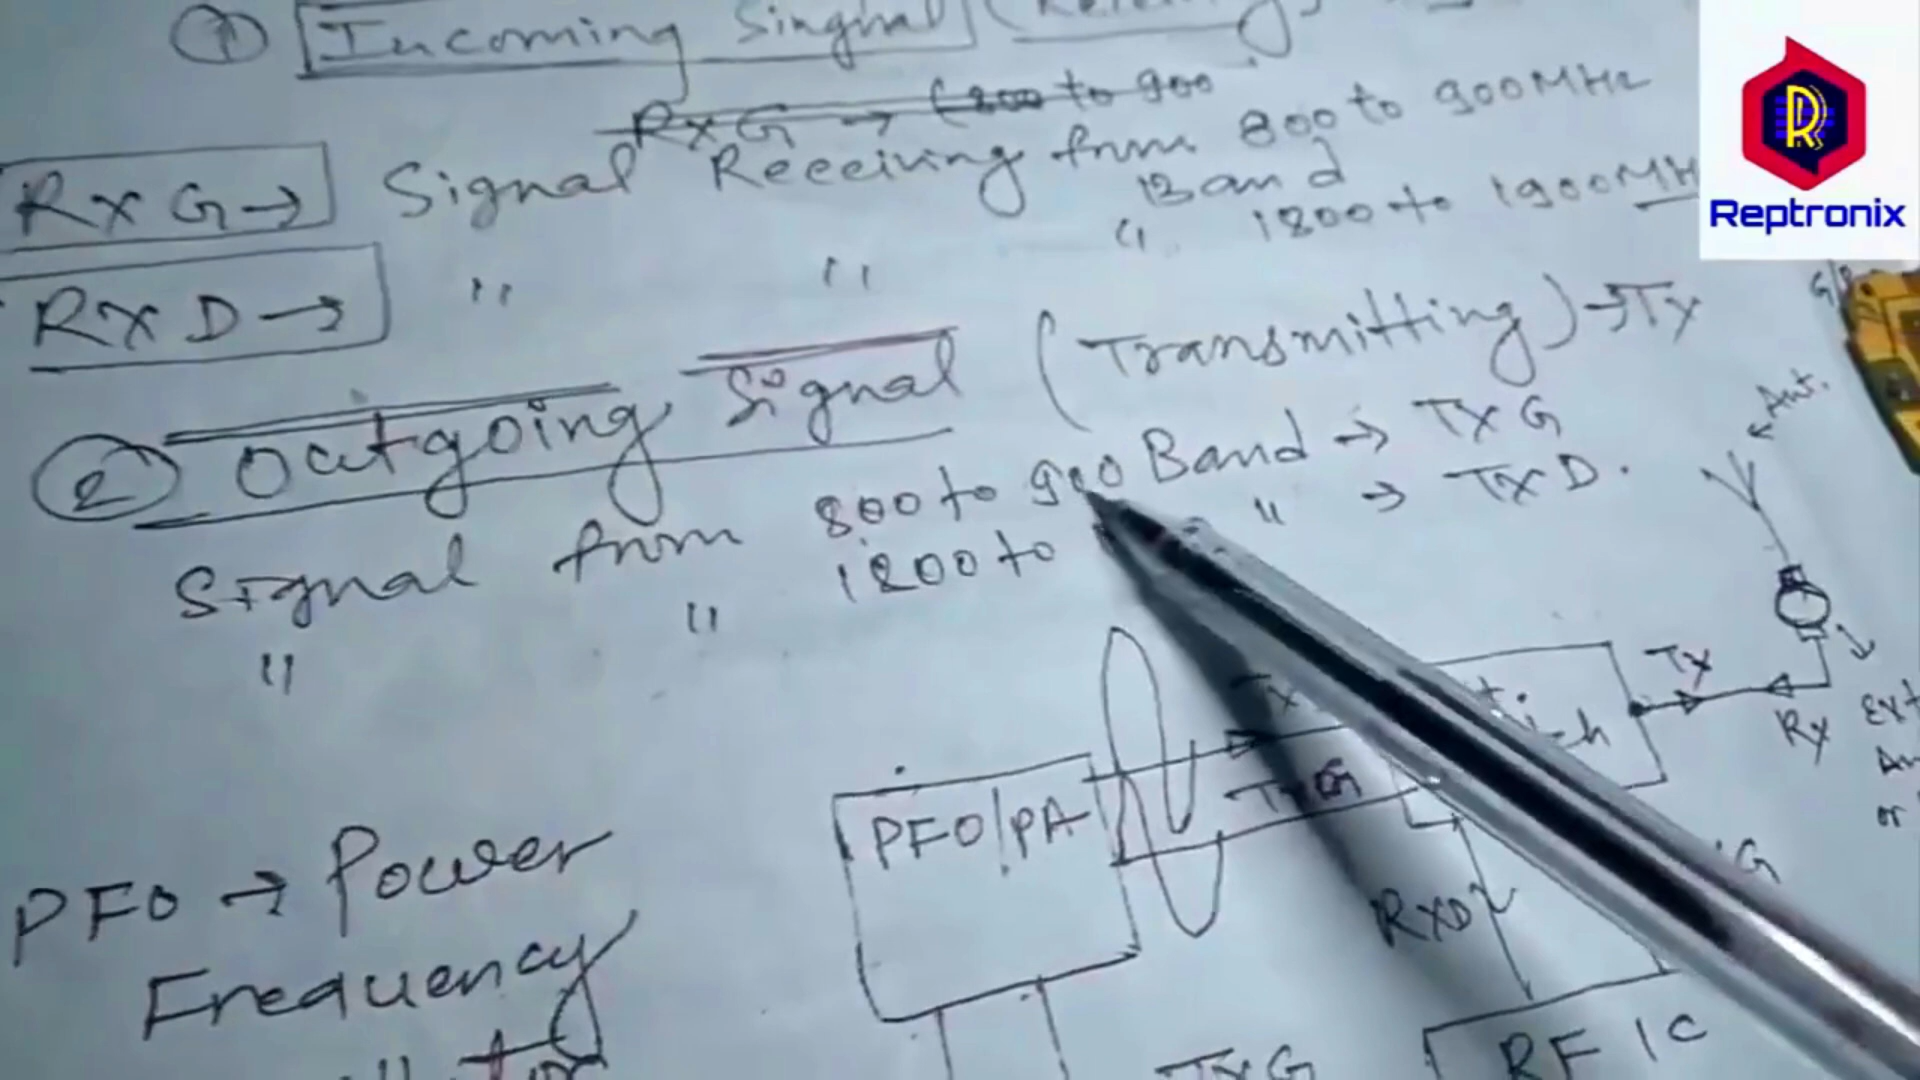 ① Incoming Singnal
RxG → (800 to 900
RXG → Signal Receiving from 800 to 900MHz
Band
RXD → " " " 1800 to 1900MH
② Outgoing Signal (Transmitting) → Tx
Signal from 800 to 900 Band → TXG
" " 1800 to " → TXD.
Ant.
Tx
Rx
Ext
PFO/PA
TxG
RXD
PFO → Power
Frequency
TxG
RF IC
or
Reptronix